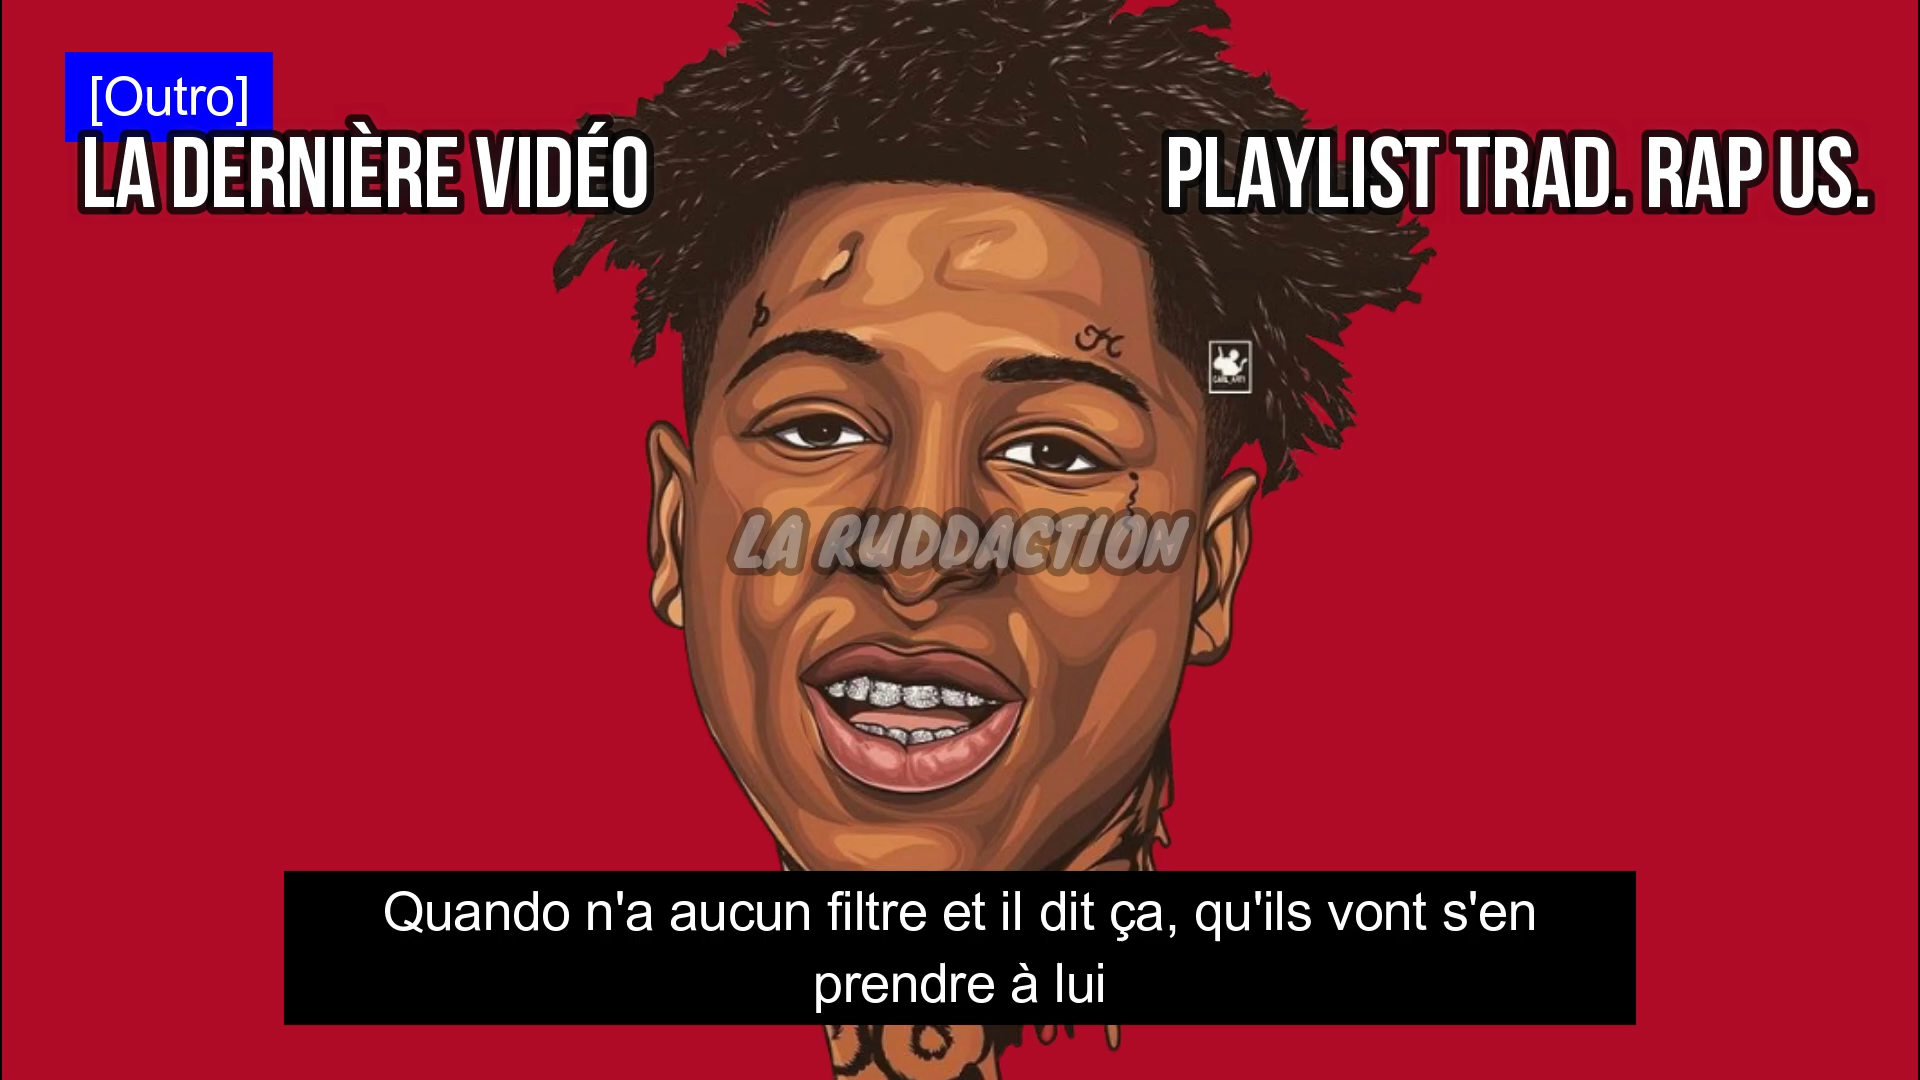 [Outro]
LA DERNIÈRE VIDÉO
PLAYLIST TRAD. RAP US.
LA RUDDACTION
Quando n'a aucun filtre et il dit ça, qu'ils vont s'en
prendre à lui